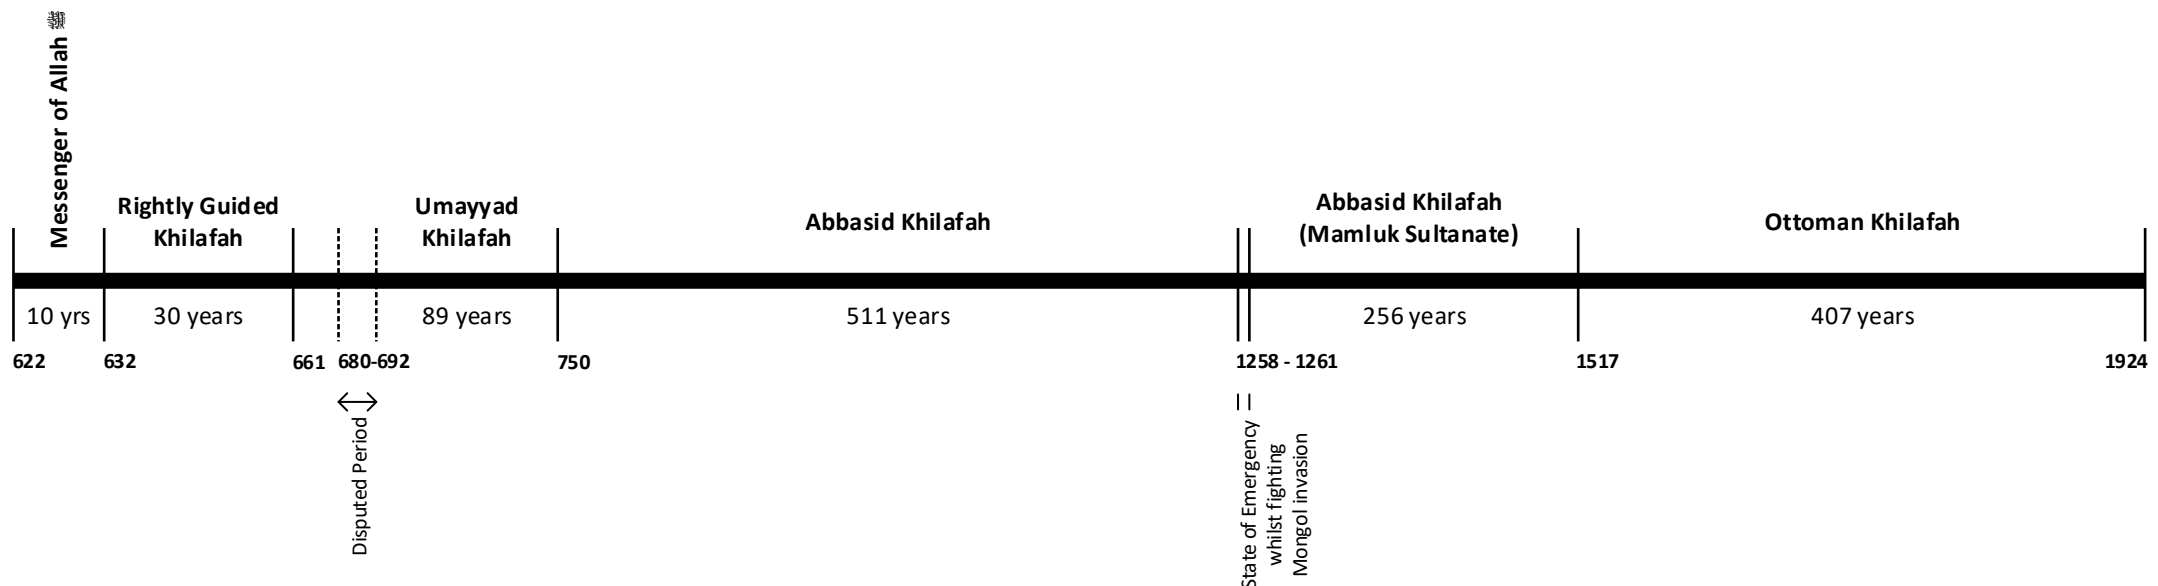 Messenger of Allah ﷺ
Rightly Guided
Khilafah
Umayyad
Khilafah
Abbasid Khilafah
Abbasid Khilafah
(Mamluk Sultanate)
Ottoman Khilafah
10 yrs
30 years
89 years
511 years
256 years
407 years
622
632
661
680-692
750
1258 - 1261
1517
1924
Disputed Period
State of Emergency
whilst fighting
Mongol invasion